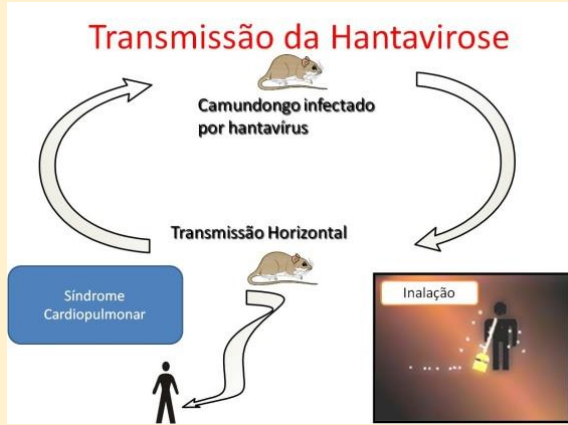 Transmissão da Hantavirose
Camundongo infectado
por hantavírus
Transmissão Horizontal
Síndrome
Cardiopulmonar
Inalação